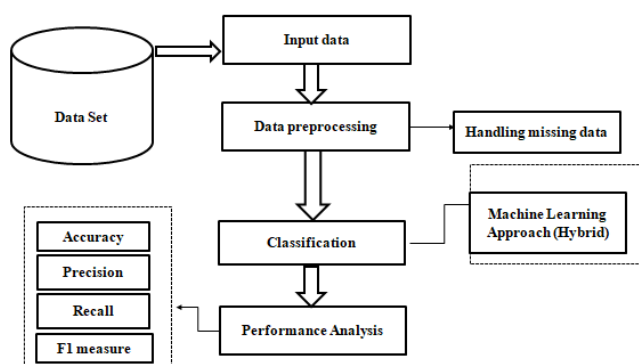 Input data
Data Set
Data preprocessing
Handling missing data
Machine Learning
Approach (Hybrid)
Classification
Accuracy
Precision
Recall
F1 measure
Performance Analysis